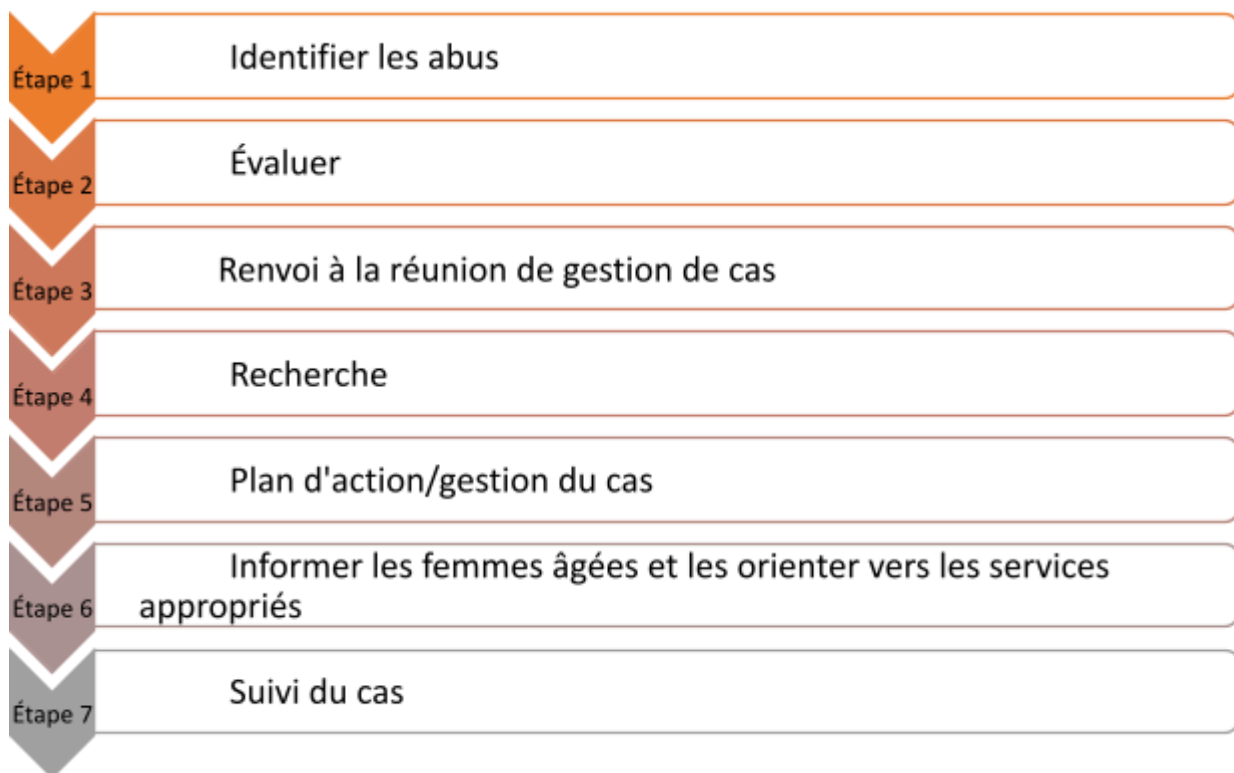 Étape 1
Identifier les abus
Étape 2
Évaluer
Étape 3
Renvoi à la réunion de gestion de cas
Étape 4
Recherche
Étape 5
Plan d'action/gestion du cas
Étape 6
Informer les femmes âgées et les orienter vers les services
appropriés
Étape 7
Suivi du cas